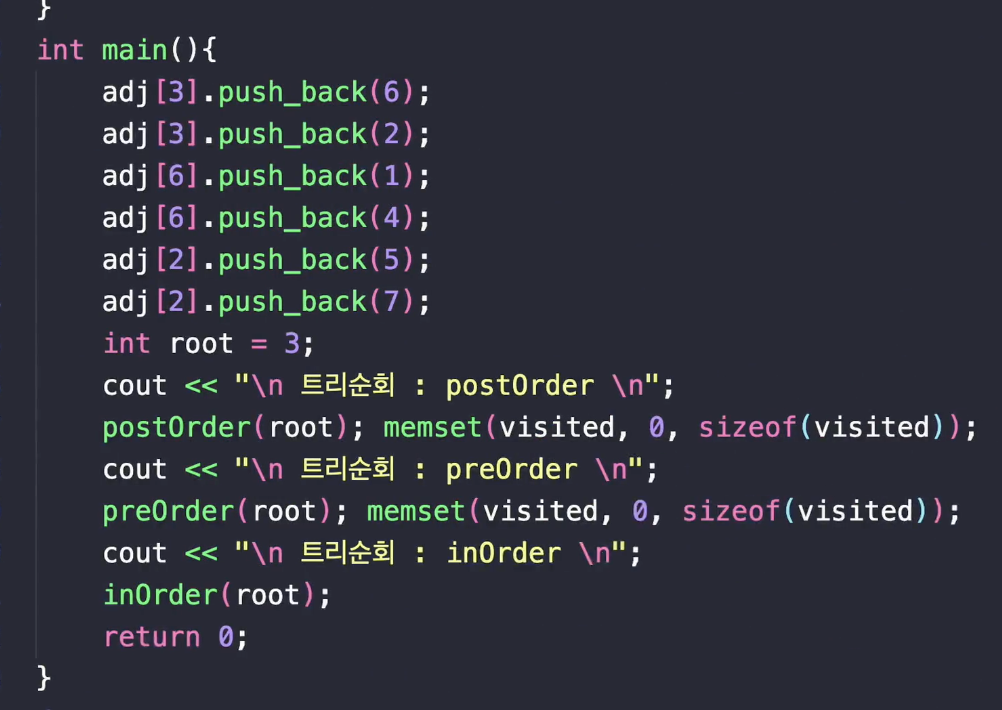 }
int main(){
adj[3].push_back(6);
adj[3].push_back(2);
adj[6].push_back(1);
adj[6].push_back(4);
adj[2].push_back(5);
adj[2].push_back(7);
int root = 3;
cout << "\n 트리순회 : postOrder \n";
postOrder(root); memset(visited, 0, sizeof(visited));
cout << "\n 트리순회 : preOrder \n";
preOrder(root); memset(visited, 0, sizeof(visited));
cout << "\n 트리순회 : inOrder \n";
inOrder(root);
return 0;
}